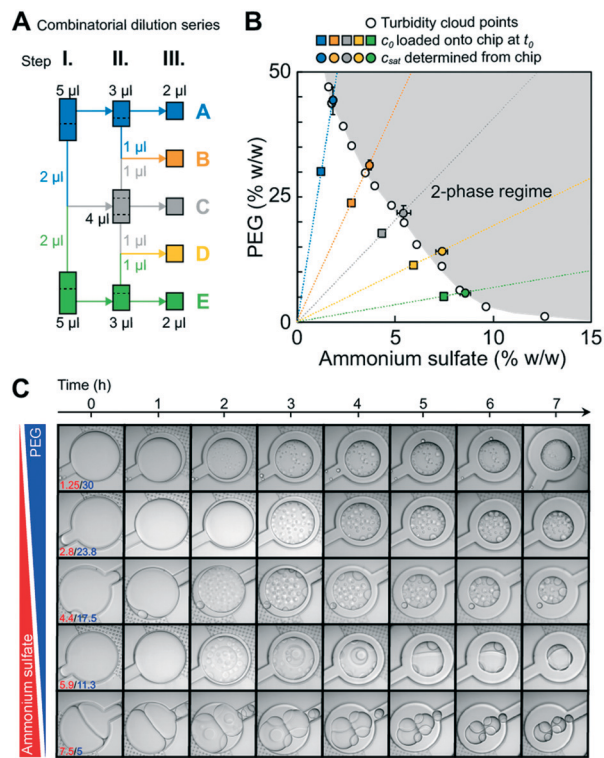 A
Combinatorial dilution series
Step I. II. III.
5 µl 3 µl 2 µl
A
1 µl
B
1 µl
2 µl
C
4 µl
2 µl
1 µl
D
1 µl
E
5 µl 3 µl 2 µl
B
Turbidity cloud points
c0 loaded onto chip at t0
csat determined from chip
50
25
0
PEG (% w/w)
2-phase regime
0 5 10 15
Ammonium sulfate (% w/w)
C
Time (h)
0 1 2 3 4 5 6 7
PEG
Ammonium sulfate
1.25/30
2.8/23.8
4.4/17.5
5.9/11.3
7.5/5